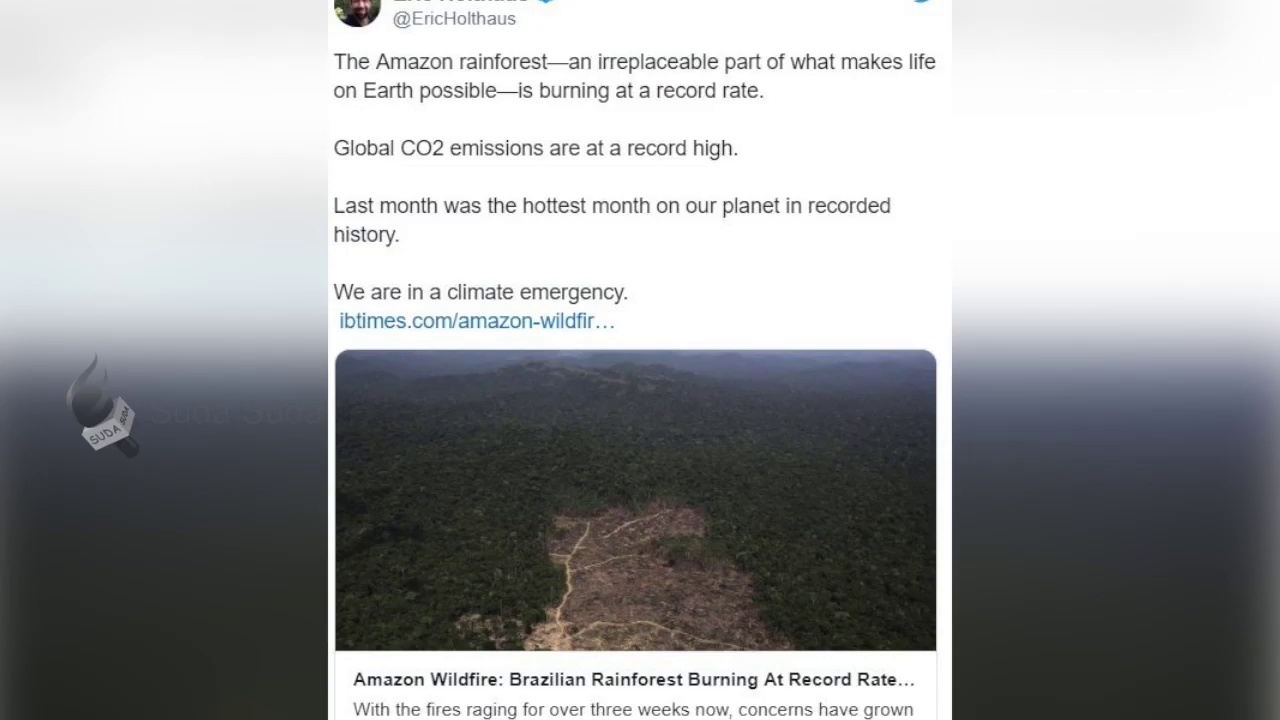 @EricHolthaus
The Amazon rainforest—an irreplaceable part of what makes life
on Earth possible—is burning at a record rate.
Global CO2 emissions are at a record high.
Last month was the hottest month on our planet in recorded
history.
We are in a climate emergency.
ibtimes.com/amazon-wildfir…
SUDA SUDA
Suda Suda
Amazon Wildfire: Brazilian Rainforest Burning At Record Rate…
With the fires raging for over three weeks now, concerns have grown